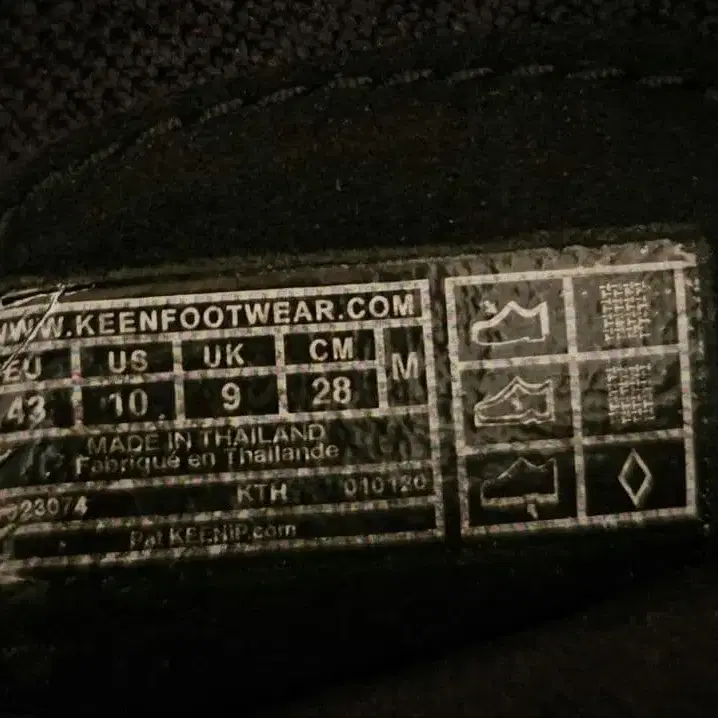 WWW.KEENFOOTWEAR.COM
EU US UK CM M
43 10 9 28
MADE IN THAILAND
Fabriqué en Thaïlande
523074 KTH 010120
Pat KEENIP.com